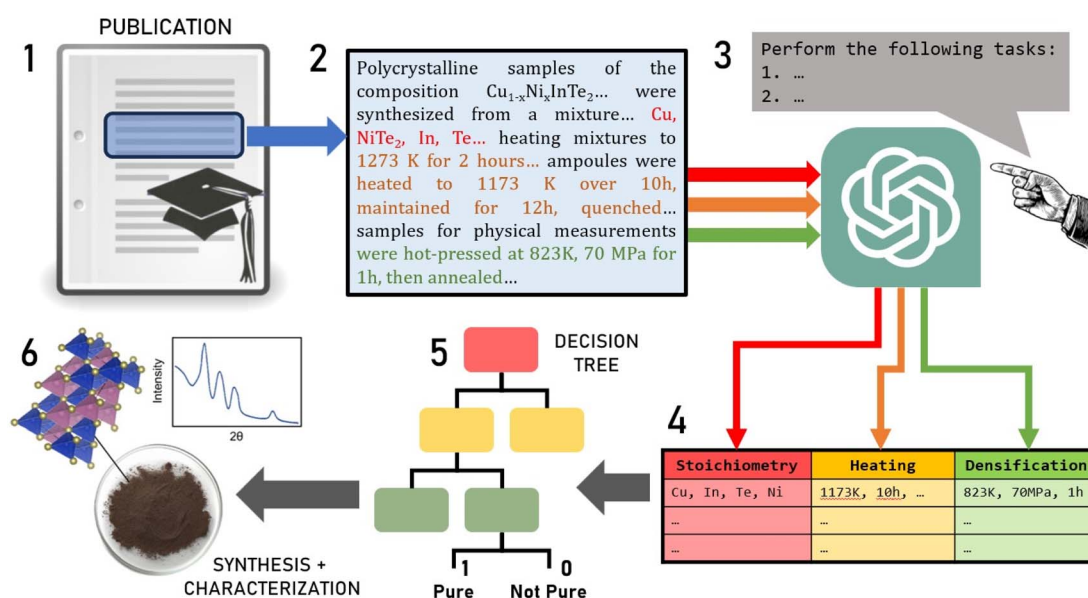 PUBLICATION
1
2
Polycrystalline samples of the
composition Cu₁₋ₓNiₓInTe₂... were
synthesized from a mixture... Cu,
NiTe₂, In, Te... heating mixtures to
1273 K for 2 hours... ampoules were
heated to 1173 K over 10h,
maintained for 12h, quenched...
samples for physical measurements
were hot-pressed at 823K, 70 MPa for
1h, then annealed...
3
Perform the following tasks:
1. ...
2. ...
4
Stoichiometry Heating Densification
Cu, In, Te, Ni 1173K, 10h, ... 823K, 70MPa, 1h
... ... ...
... ... ...
5
DECISION
TREE
1 0
Pure Not Pure
6
Intensity
2θ
SYNTHESIS +
CHARACTERIZATION